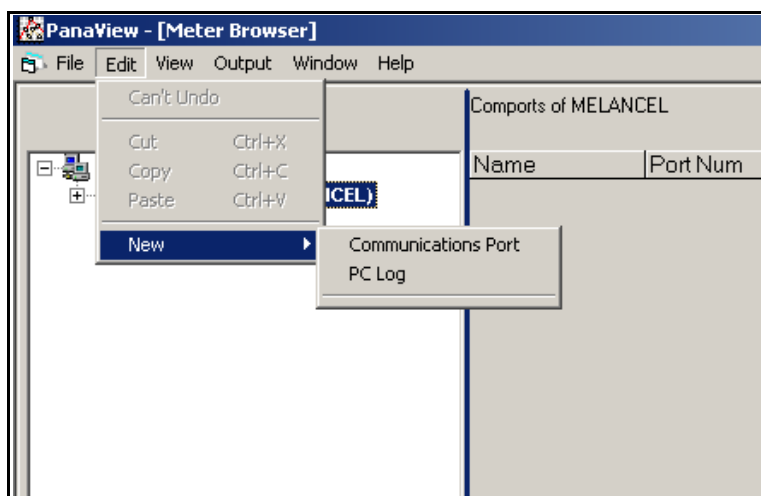 PanaView - [Meter Browser]
File Edit View Output Window Help
Can't Undo
Cut Ctrl+X
Copy Ctrl+C
Paste Ctrl+V
New
Communications Port
PC Log
ICEL)
Comports of MELANCEL
Name Port Num